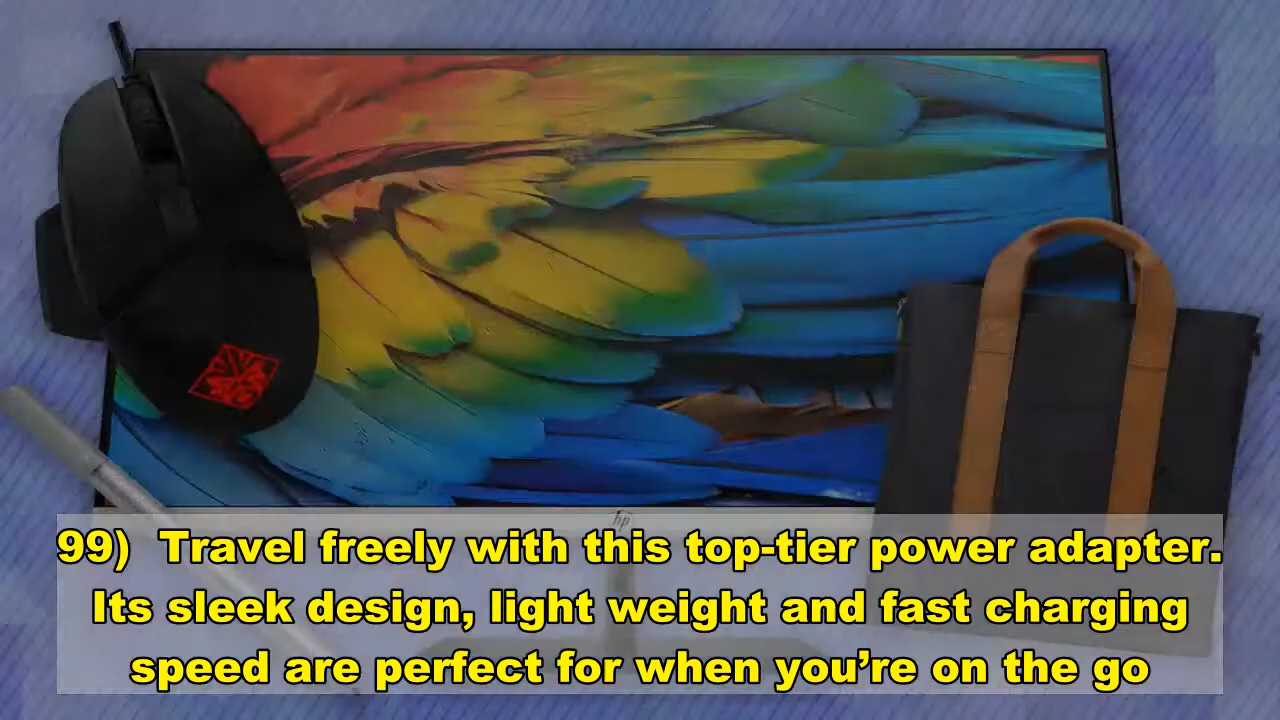 hp
99)  Travel freely with this top-tier power adapter.
Its sleek design, light weight and fast charging
speed are perfect for when you’re on the go